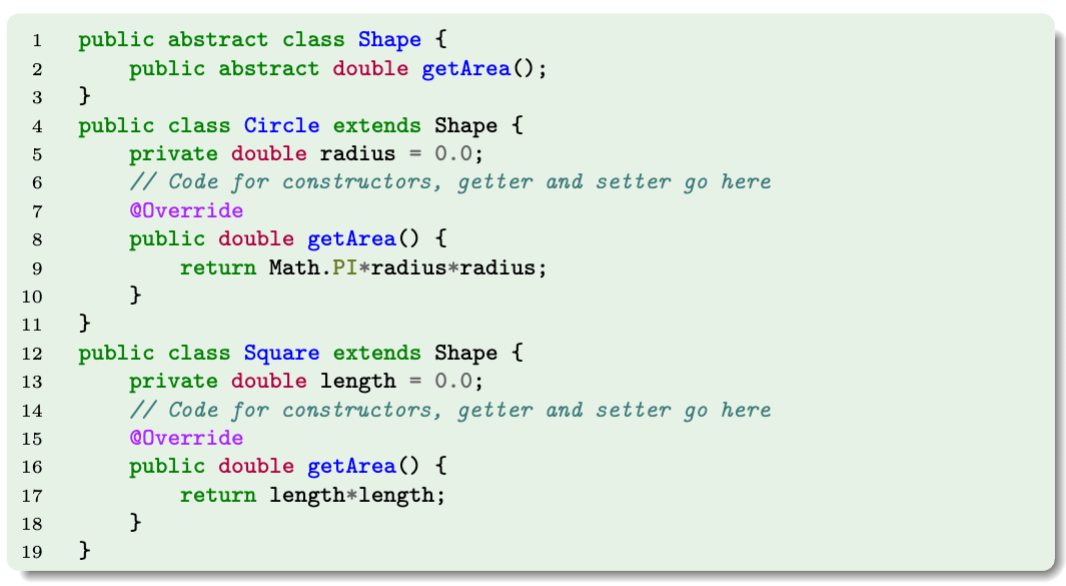 1 public abstract class Shape {
2 public abstract double getArea();
3 }
4 public class Circle extends Shape {
5 private double radius = 0.0;
6 // Code for constructors, getter and setter go here
7 @Override
8 public double getArea() {
9 return Math.PI*radius*radius;
10 }
11 }
12 public class Square extends Shape {
13 private double length = 0.0;
14 // Code for constructors, getter and setter go here
15 @Override
16 public double getArea() {
17 return length*length;
18 }
19 }